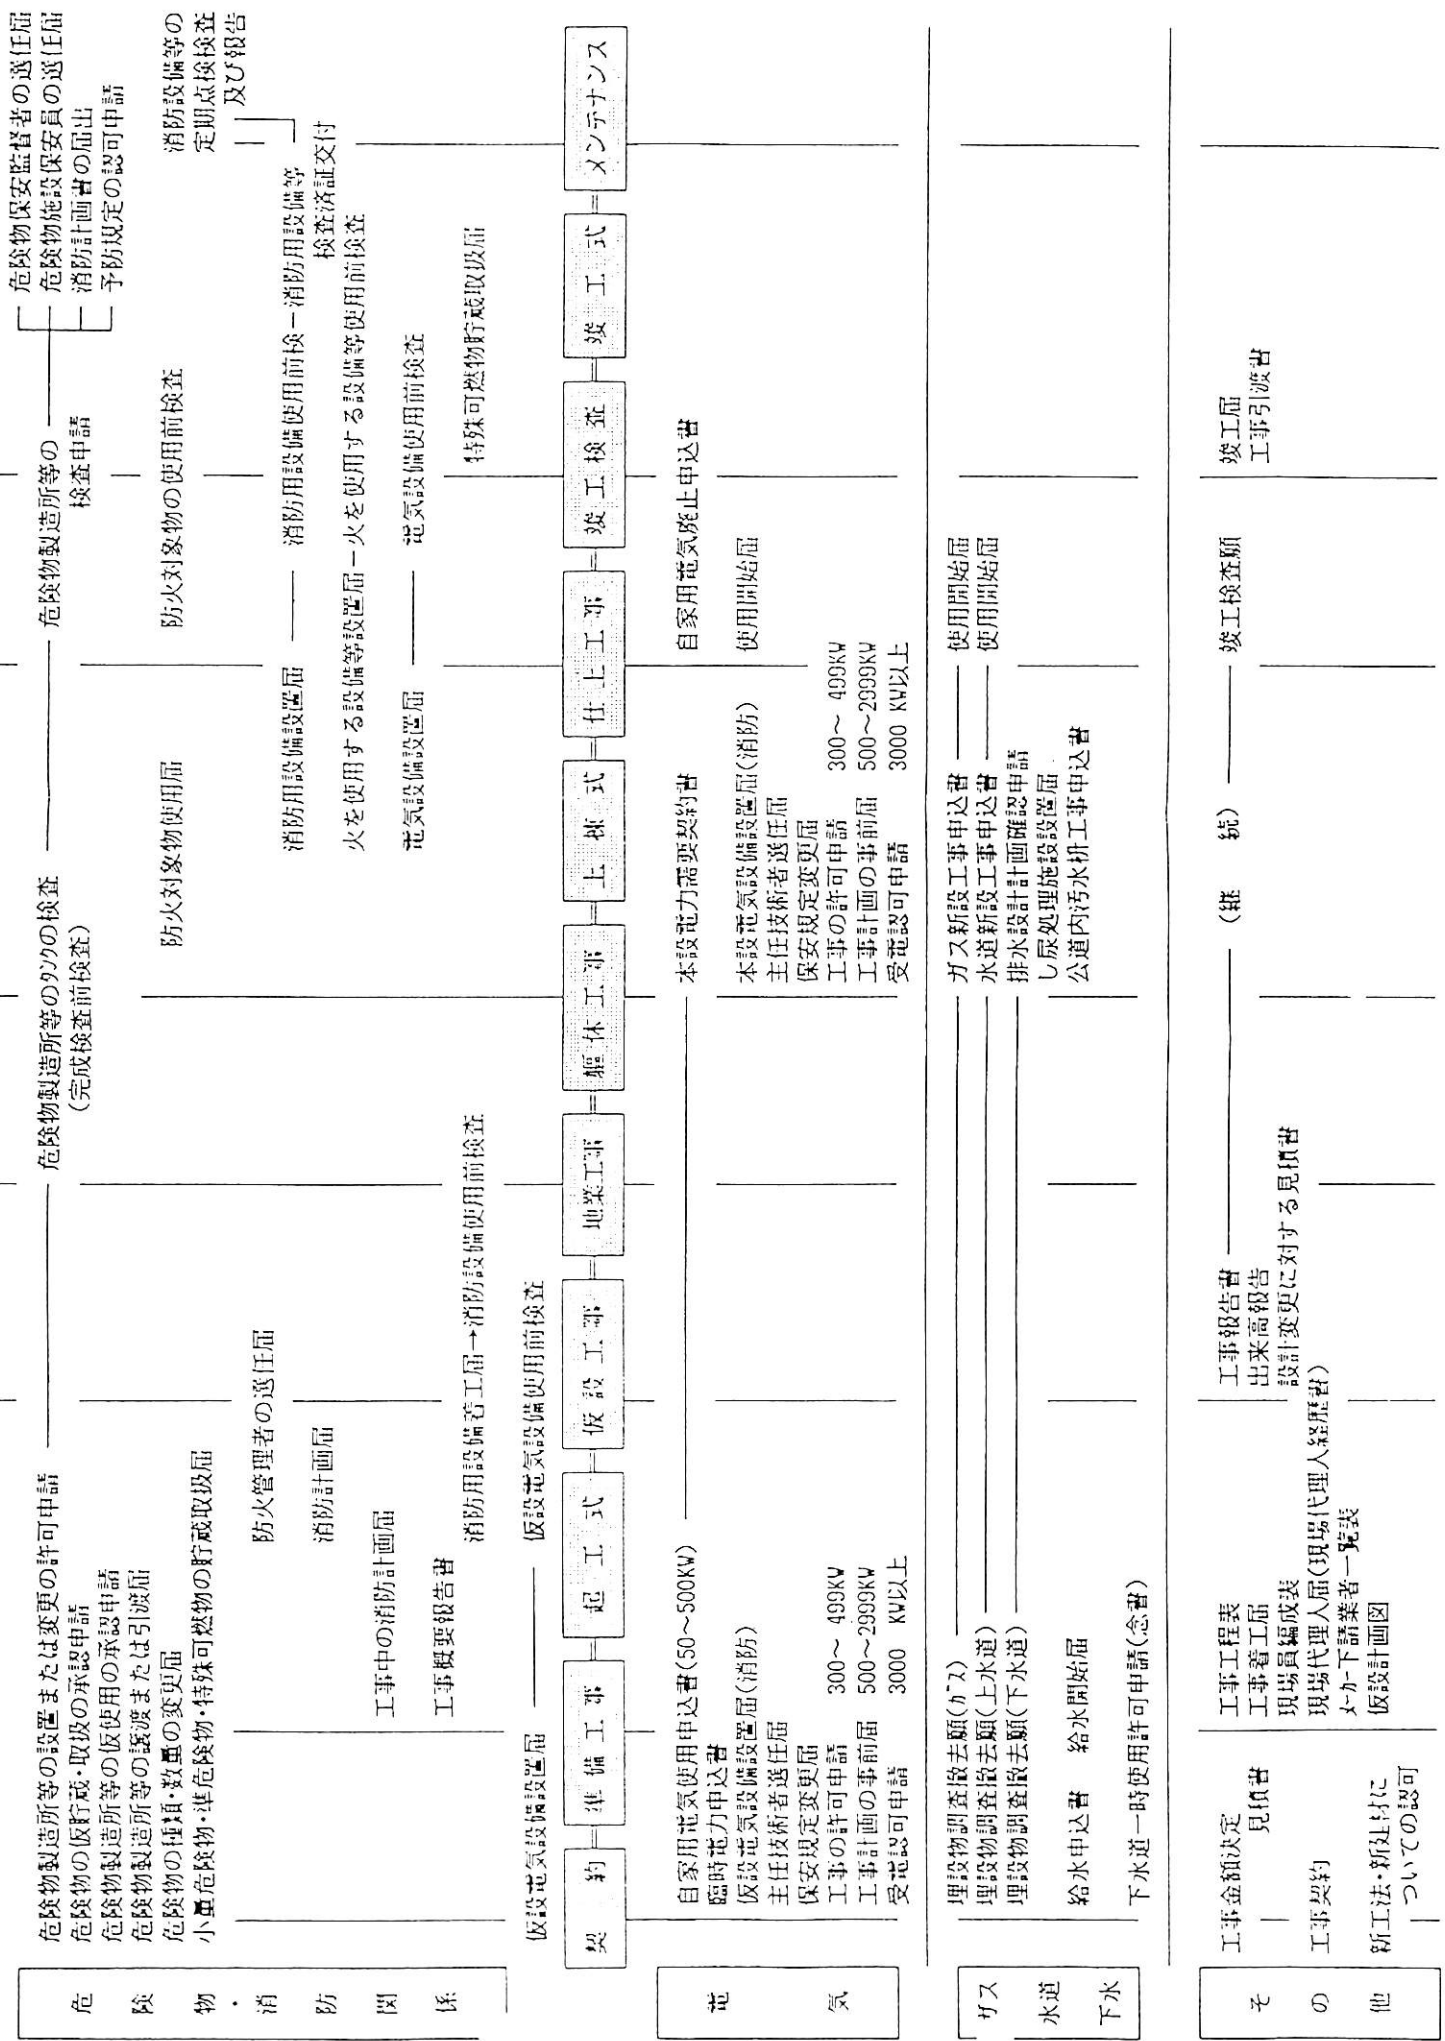 危険物・消防関係
危険物製造所等の設置または変更の許可申請
危険物の仮貯蔵・取扱の承認申請
危険物製造所等の仮使用の承認申請
危険物製造所等の譲渡または引渡届
危険物の種類・数量の変更届
小量危険物・準危険物・特殊可燃物の貯蔵取扱届
危険物製造所等のタンクの検査
(完成検査前検査)
危険物製造所等の
検査申請
危険物保安監督者の選任届
危険物施設保安員の選任届
消防計画書の届出
予防規定の認可申請
防火対象物使用届
防火対象物の使用前検査
消防設備等の
定期点検検査
及び報告
防火管理者の選任届
消防計画届
消防用設備設置届
消防用設備使用前検ー消防用設備等
検査済証交付
火を使用する設備等設置届ー火を使用する設備等使用前検査
工事中の消防計画届
電気設備設置届
電気設備使用前検査
工事概要報告書
消防用設備着工届→消防設備使用前検査
特殊可燃物貯蔵取扱届
仮設電気設備設置届
仮設電気設備使用前検査
契約
準備工事
起工式
仮設工事
地業工事
軀体工事
上棟式
仕上工事
竣工検査
竣工式
メンテナンス
電気
自家用電気使用申込書(50~500KW)
臨時電力申込書
仮設電気設備設置届(消防)
主任技術者選任届
保安規定変更届
工事の許可申請 300~ 499KW
工事計画の事前届 500~2999KW
受電認可申請 3000 KW以上
本設電力需要契約書
本設電気設備設置届(消防)
主任技術者選任届
保安規定変更届
工事の許可申請 300~ 499KW
工事計画の事前届 500~2999KW
受電認可申請 3000 KW以上
自家用電気廃止申込書
使用開始届
ガス
水道
下水
埋設物調査撤去願(ガス)
埋設物調査撤去願(上水道)
埋設物調査撤去願(下水道)
給水申込書 給水開始届
下水道一時使用許可申請(念書)
ガス新設工事申込書
水道新設工事申込書
排水設計計画確認申請
し尿処理施設設置届
公道内汚水枡工事申込書
使用開始届
使用開始届
その他
工事金額決定
見積書
工事契約
新工法・新建材に
ついての認可
工事工程表
工事着工届
現場員編成表
現場代理人届(現場代理人経歴書)
メーカー下請業者一覧表
仮設計画図
工事報告書
出来高報告
設計変更に対する見積書
(継 続)
竣工検査願
竣工届
工事引渡書